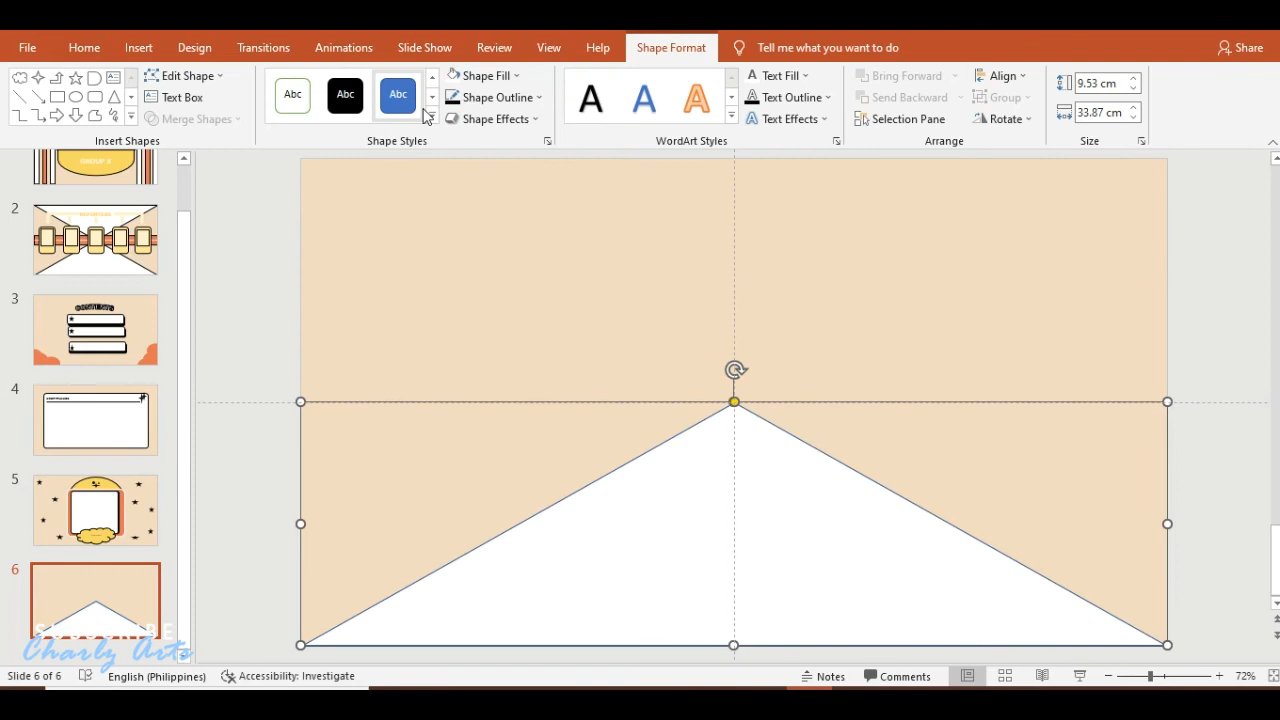 File Home Insert Design Transitions Animations Slide Show Review View Help Shape Format Tell me what you want to do Share
Edit Shape
Text Box
Merge Shapes
Insert Shapes
Abc Abc Abc
Shape Fill
Shape Outline
Shape Effects
Shape Styles
A A A
Text Fill
Text Outline
Text Effects
WordArt Styles
Bring Forward
Send Backward
Selection Pane
Align
Group
Rotate
Arrange
9.53 cm
33.87 cm
Size
GROUP 2
2
3
CONTENTS
4
5
6
SUBSCRIBE
Charly Arts
Slide 6 of 6 English (Philippines) Accessibility: Investigate Notes Comments 72%